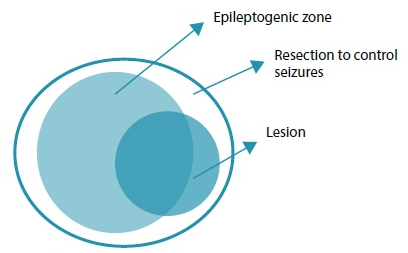 Epileptogenic zone
Resection to control
seizures
Lesion